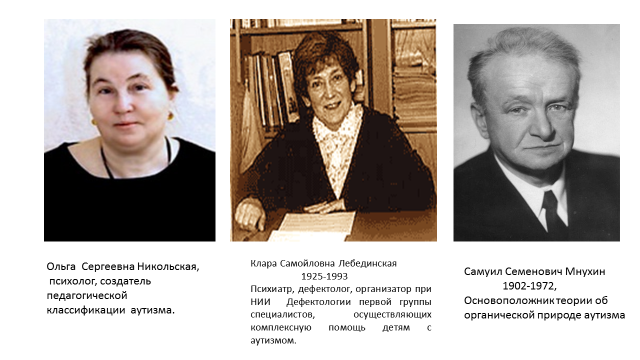 Ольга Сергеевна Никольская,
психолог, создатель
педагогической
классификации аутизма.
Клара Самойловна Лебединская
1925-1993
Психиатр, дефектолог, организатор при
НИИ Дефектологии первой группы
специалистов, осуществляющих
комплексную помощь детям с
аутизмом.
Самуил Семенович Мнухин
1902-1972,
Основоположник теории об
органической природе аутизма